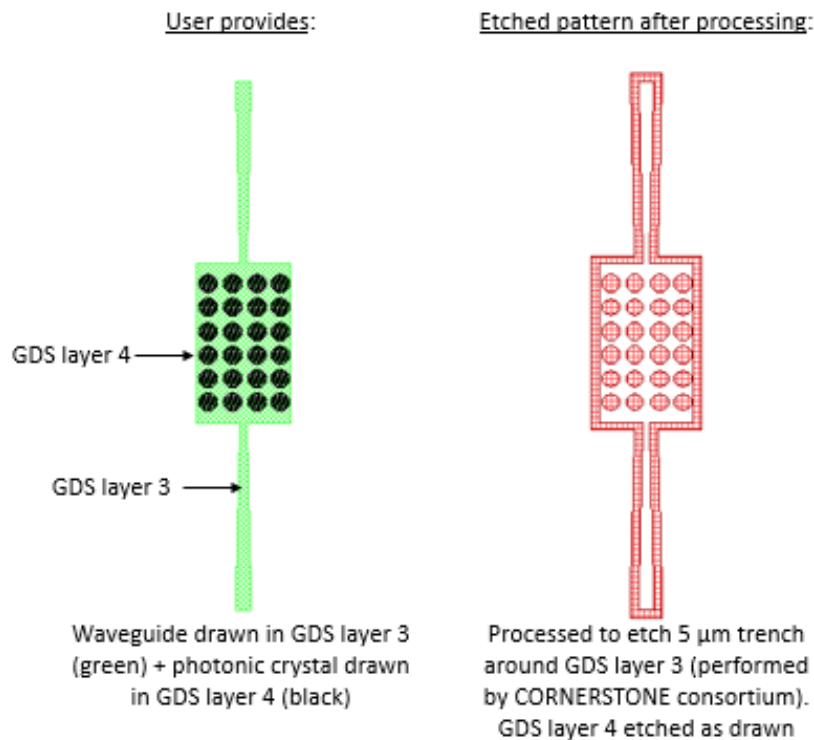 User provides:
Etched pattern after processing:
GDS layer 4
GDS layer 3
Waveguide drawn in GDS layer 3
(green) + photonic crystal drawn
in GDS layer 4 (black)
Processed to etch 5 µm trench
around GDS layer 3 (performed
by CORNERSTONE consortium).
GDS layer 4 etched as drawn